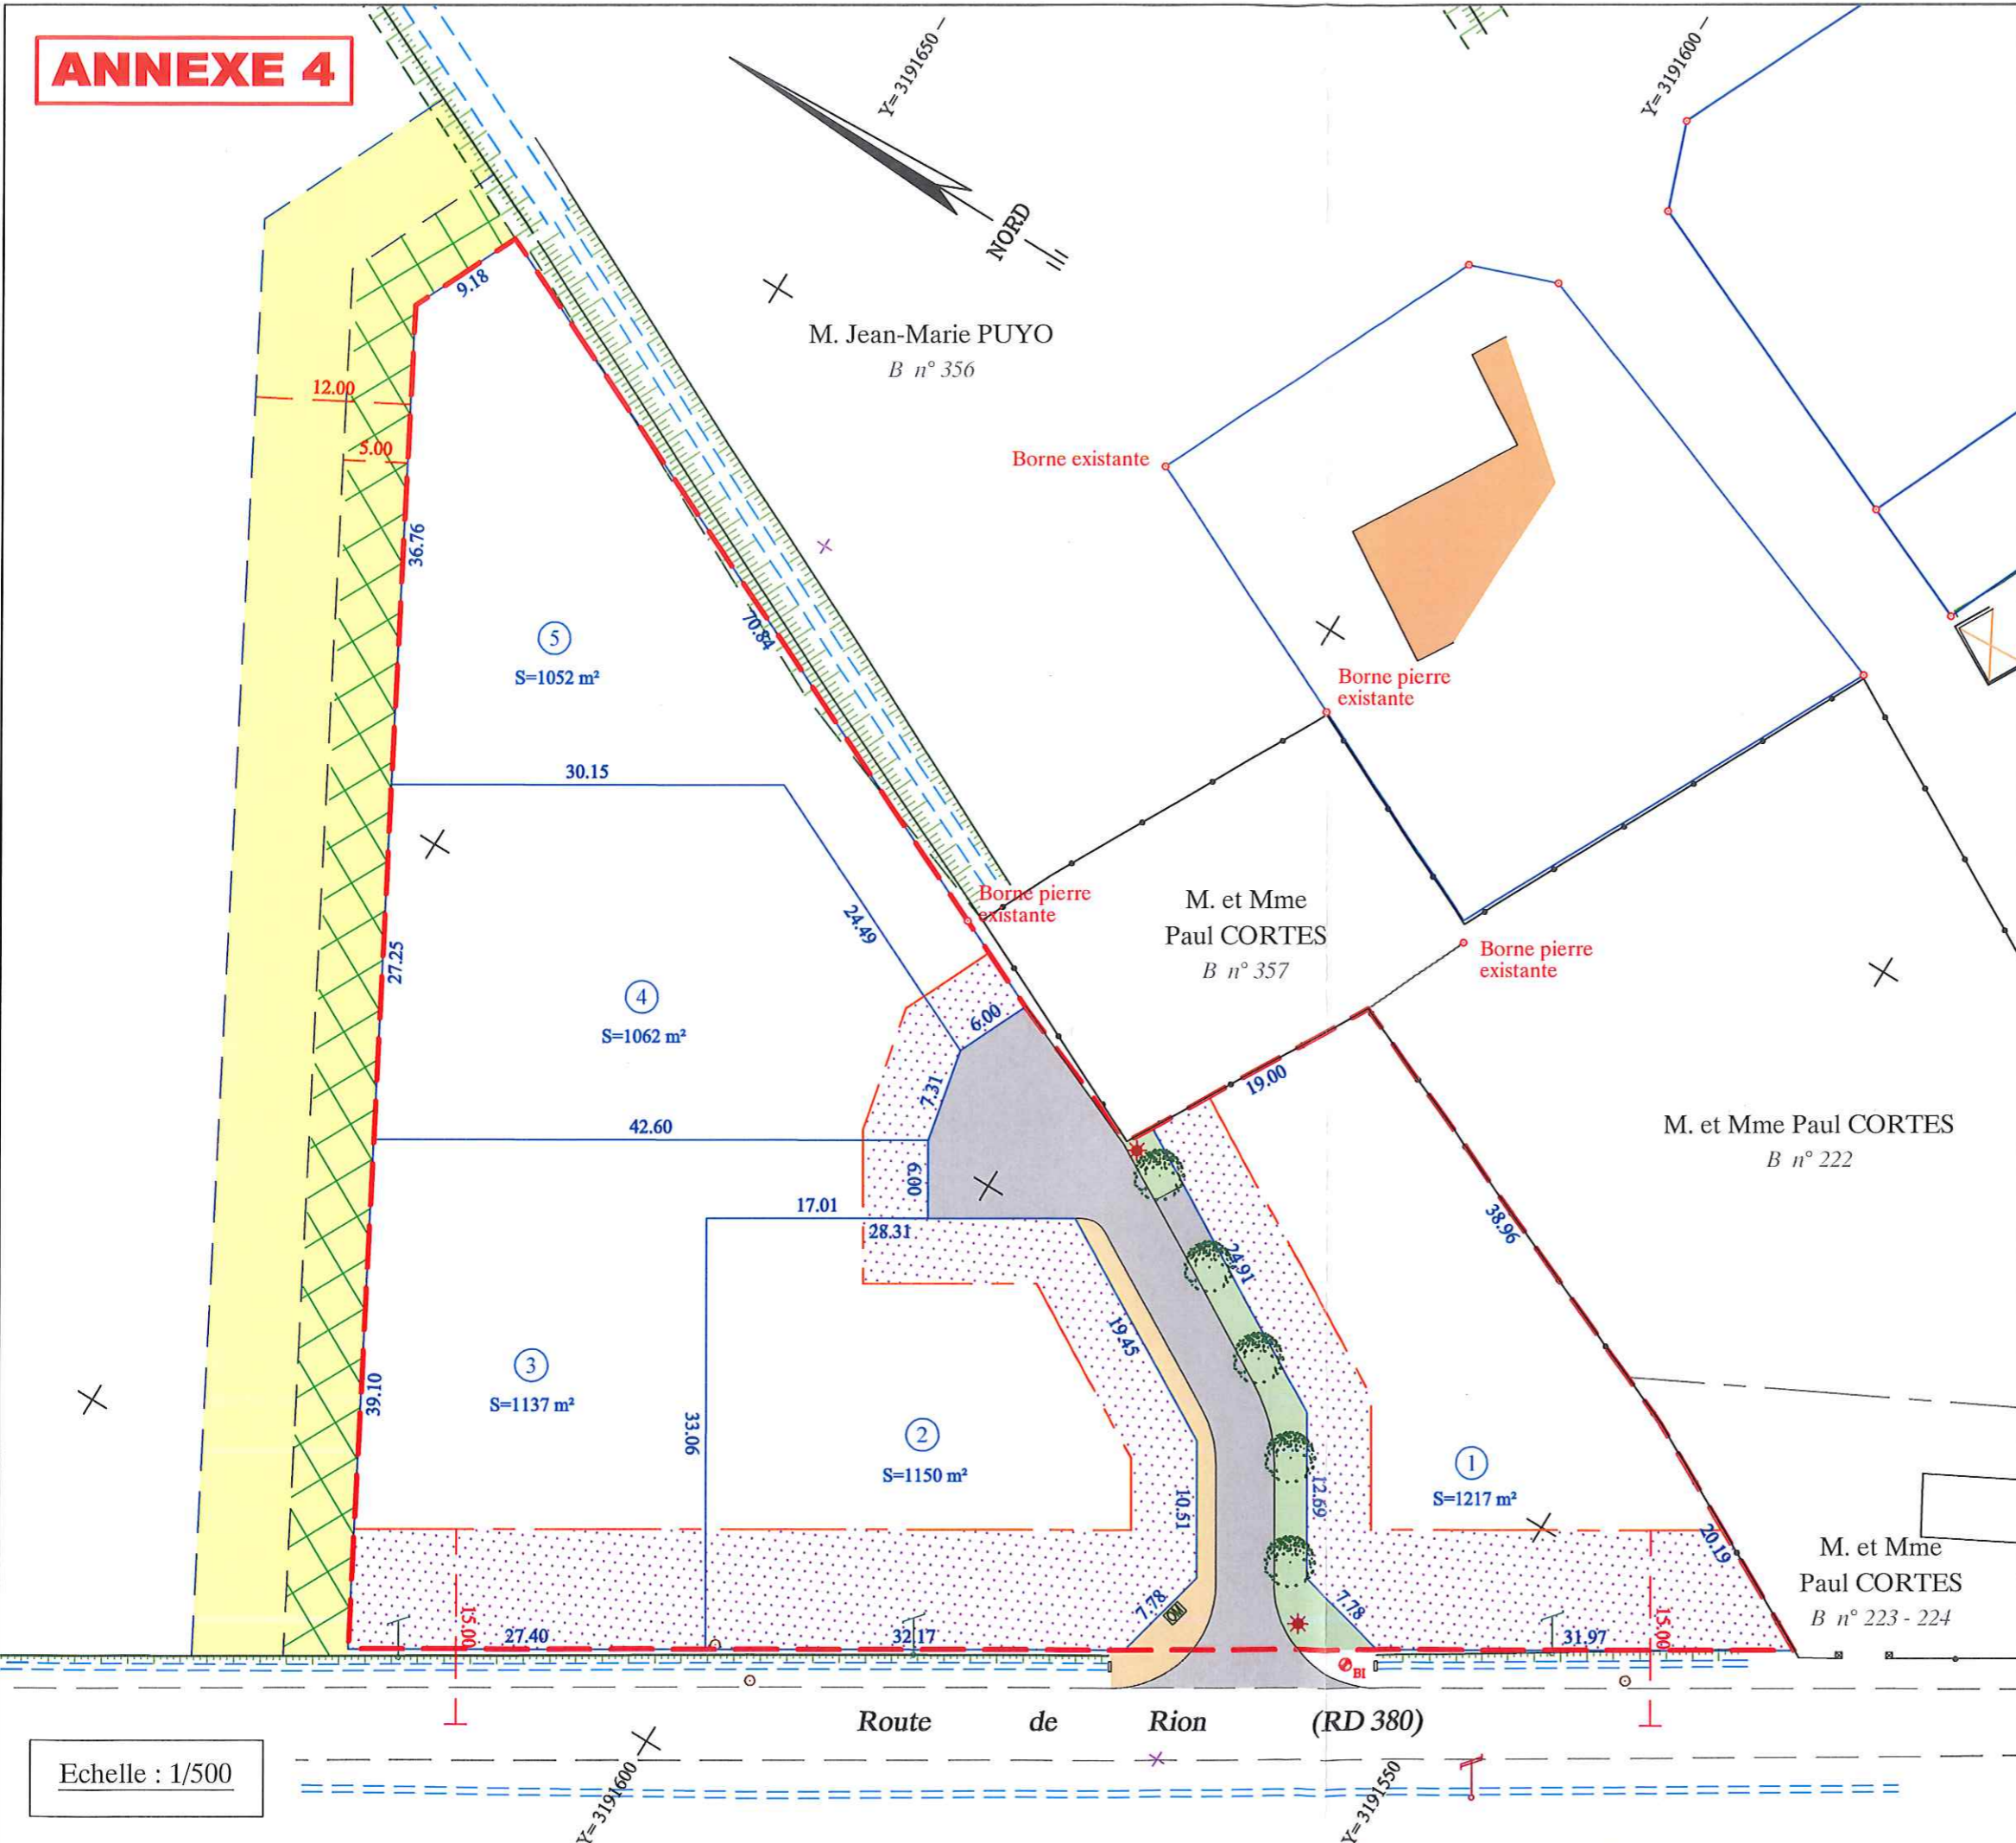 ANNEXE 4
Y= 3191650
Y= 3191600
NORD
M. Jean-Marie PUYO
B n° 356
9.18
12.00
5.00
36.76
Borne existante
5
S=1052 m²
70.84
Borne pierre
existante
30.15
24.49
27.25
Borne pierre
existante
M. et Mme
Paul CORTES
B n° 357
Borne pierre
existante
4
S=1062 m²
6.00
7.31
19.00
42.60
6.00
M. et Mme Paul CORTES
B n° 222
17.01
28.31
38.96
24.91
19.45
3
S=1137 m²
39.10
33.06
2
S=1150 m²
10.51
12.69
1
S=1217 m²
20.19
M. et Mme
Paul CORTES
B n° 223 - 224
7.78
OM
7.78
15.00
27.40
32.17
31.97
15.00
BI
Route de Rion (RD 380)
Echelle : 1/500
Y= 3191600
Y= 3191550